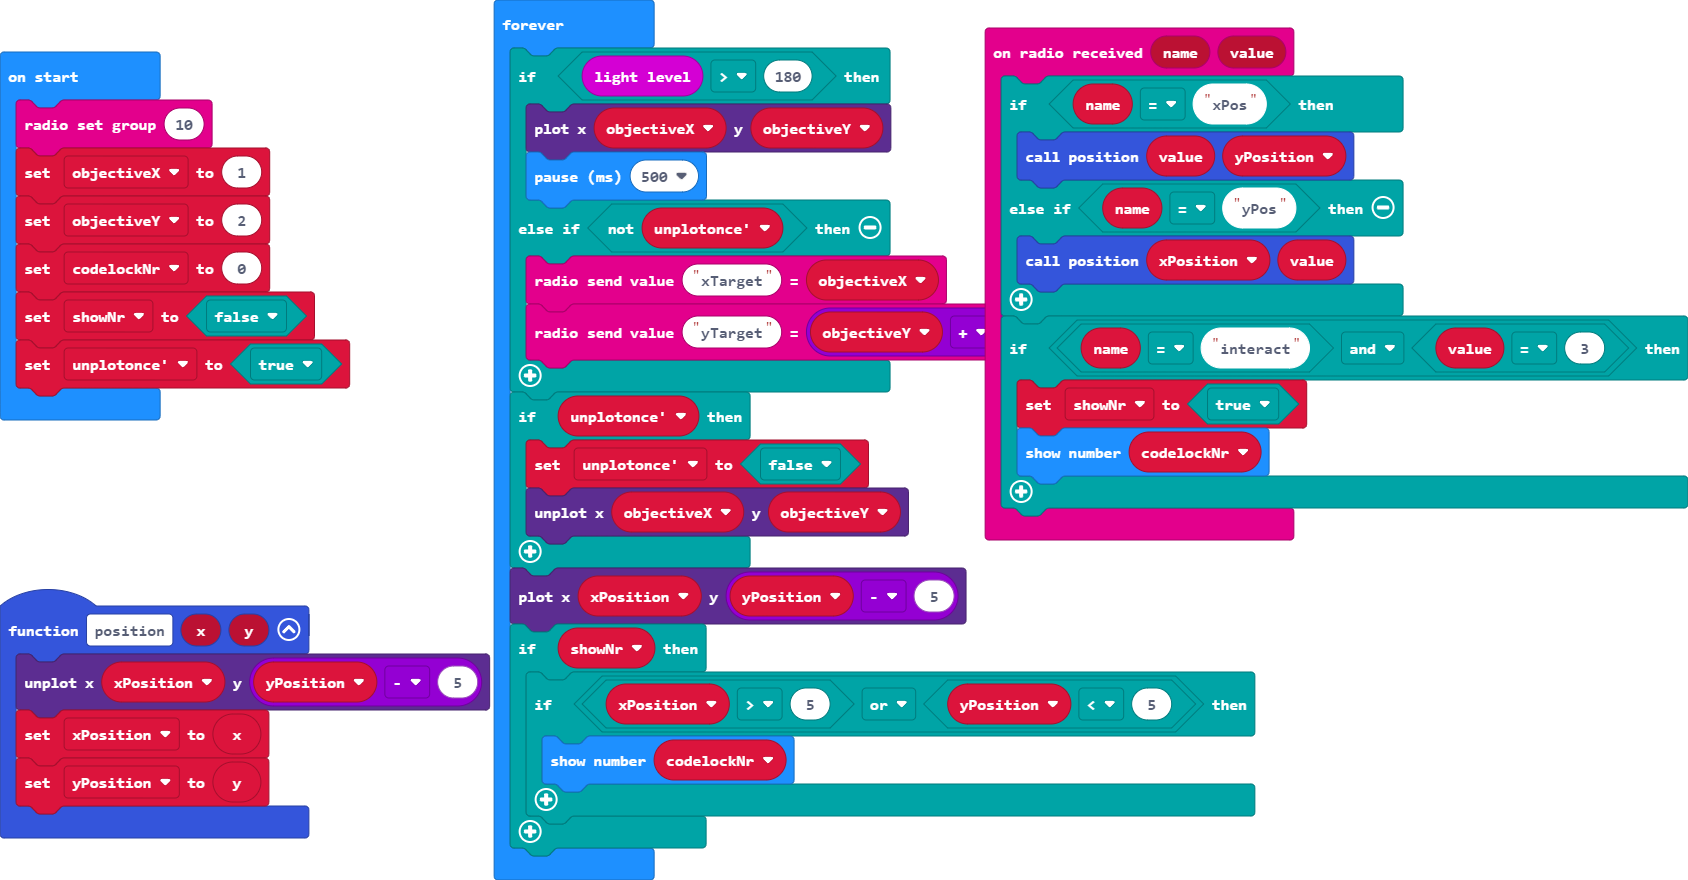 on start
radio set group 10
set objectiveX to 1
set objectiveY to 2
set codelockNr to 0
set showNr to false
set unplotonce' to true
function position x y
unplot x xPosition y yPosition - 5
set xPosition to x
set yPosition to y
forever
if light level > 180 then
plot x objectiveX y objectiveY
pause (ms) 500
else if not unplotonce' then
radio send value "xTarget" = objectiveX
radio send value "yTarget" = objectiveY +
if unplotonce' then
set unplotonce' to false
unplot x objectiveX y objectiveY
plot x xPosition y yPosition - 5
if showNr then
if xPosition > 5 or yPosition < 5 then
show number codelockNr
on radio received name value
if name = "xPos" then
call position value yPosition
else if name = "yPos" then
call position xPosition value
if name = "interact" and value = 3 then
set showNr to true
show number codelockNr